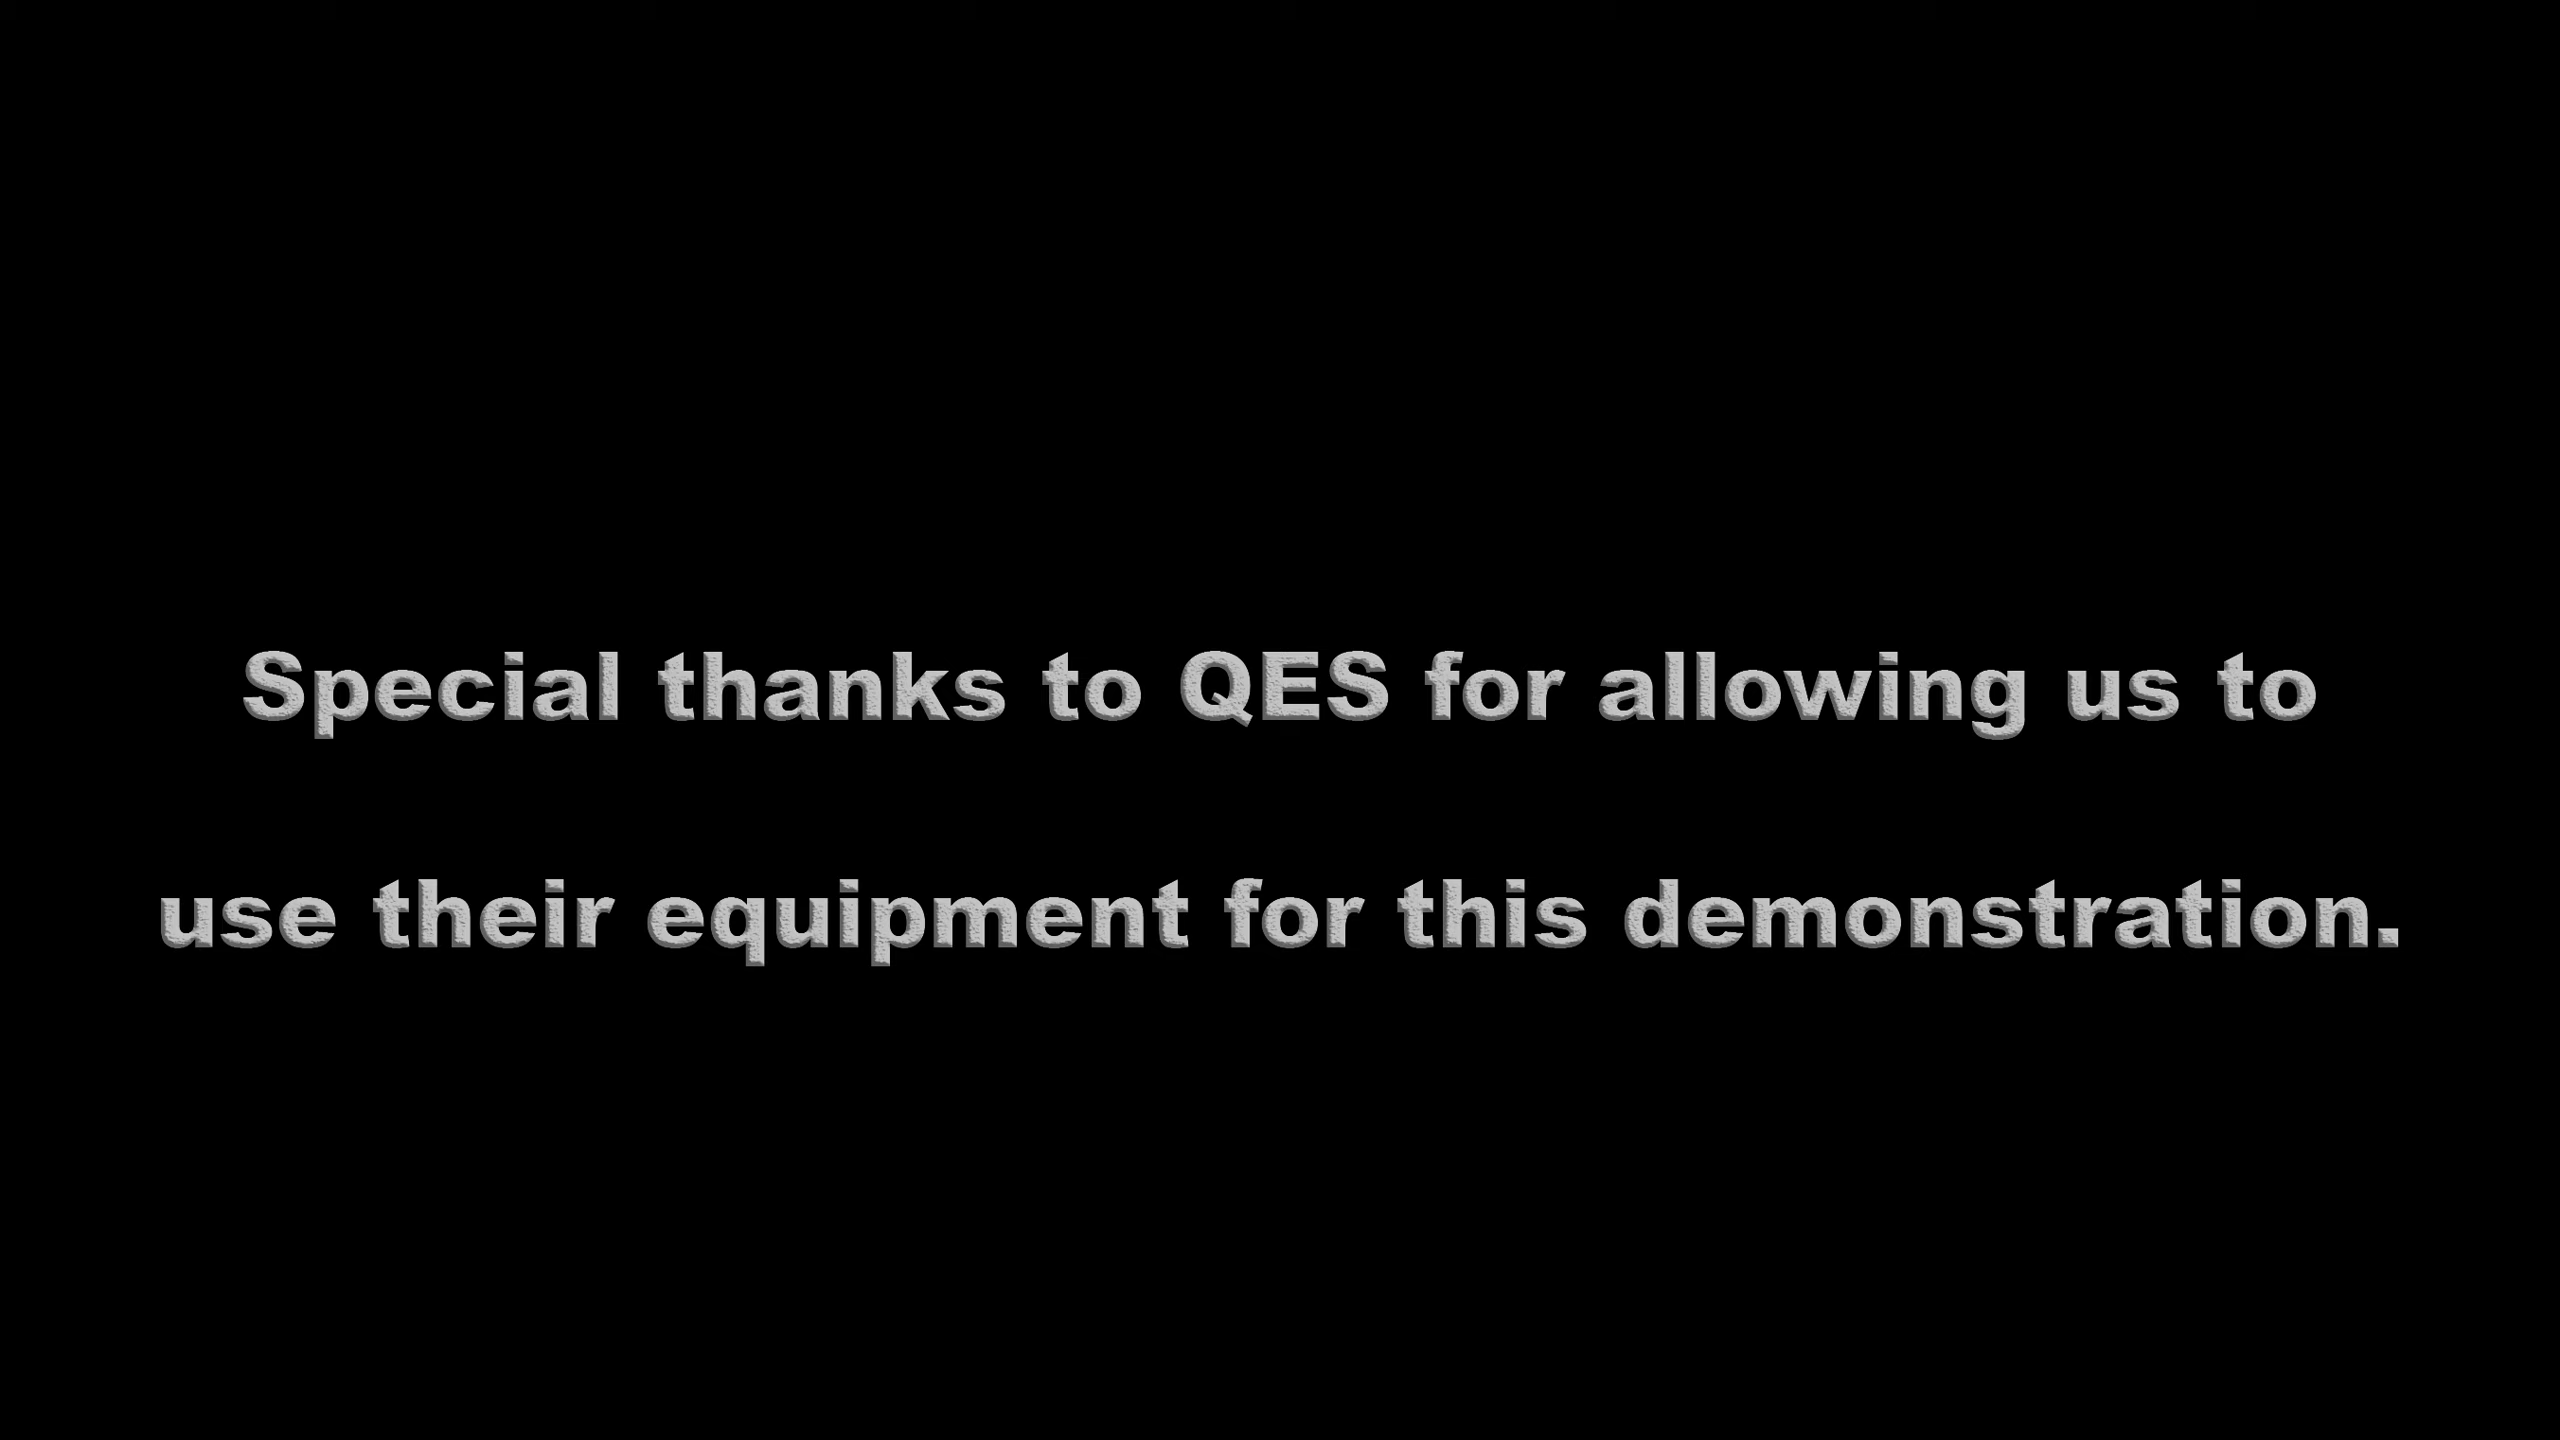 Special thanks to QES for allowing us to
use their equipment for this demonstration.